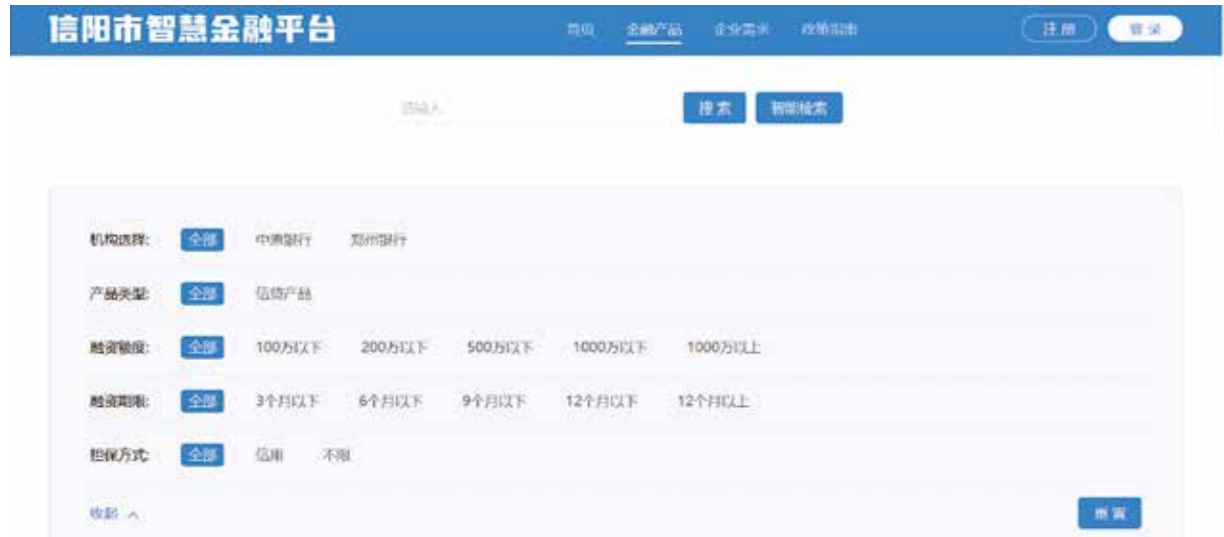 信阳市智慧金融平台 首页 金融产品 企业需求 政策指南 注册 登录
请输入 搜索 智能检索
机构选择: 全部 中原银行 郑州银行
产品类型: 全部 信贷产品
融资额度: 全部 100万以下 200万以下 500万以下 1000万以下 1000万以上
融资期限: 全部 3个月以下 6个月以下 9个月以下 12个月以下 12个月以上
担保方式: 全部 信用 不限
收起 重置